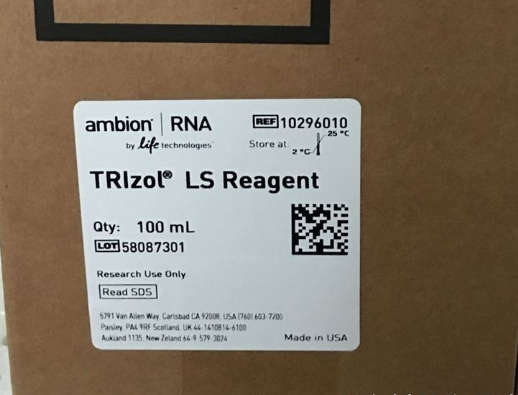 ambion® | RNA
by life technologies™
REF 10296010
Store at: 2 °C 25 °C
TRIzol® LS Reagent
Qty: 100 mL
LOT 58087301
Research Use Only
Read SDS
5791 Van Allen Way, Carlsbad CA 92008, USA (760) 603-7200
Paisley, PA4 9RF Scotland, UK 44-1410814-6100
Aukland 1135, New Zeland 64-9 579 3024
Made in USA